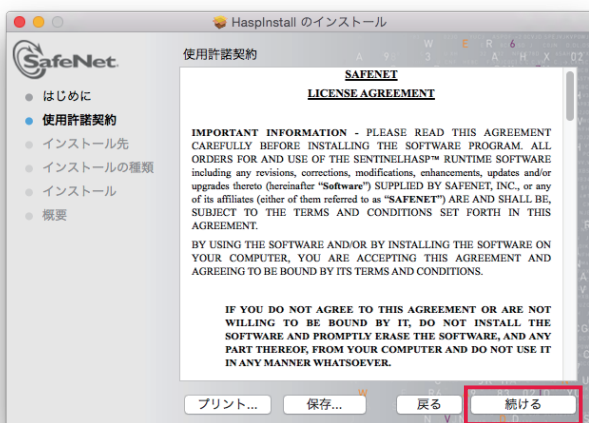 HaspInstall のインストール
SafeNet.
はじめに
使用許諾契約
インストール先
インストールの種類
インストール
概要
使用許諾契約
SAFENET
LICENSE AGREEMENT
IMPORTANT INFORMATION - PLEASE READ THIS AGREEMENT
CAREFULLY BEFORE INSTALLING THE SOFTWARE PROGRAM. ALL
ORDERS FOR AND USE OF THE SENTINELHASP™ RUNTIME SOFTWARE
including any revisions, corrections, modifications, enhancements, updates and/or
upgrades thereto (hereinafter “Software”) SUPPLIED BY SAFENET, INC., or any
of its affiliates (either of them referred to as “SAFENET”) ARE AND SHALL BE,
SUBJECT TO THE TERMS AND CONDITIONS SET FORTH IN THIS
AGREEMENT.
BY USING THE SOFTWARE AND/OR BY INSTALLING THE SOFTWARE ON
YOUR COMPUTER, YOU ARE ACCEPTING THIS AGREEMENT AND
AGREEING TO BE BOUND BY ITS TERMS AND CONDITIONS.
IF YOU DO NOT AGREE TO THIS AGREEMENT OR ARE NOT
WILLING TO BE BOUND BY IT, DO NOT INSTALL THE
SOFTWARE AND PROMPTLY ERASE THE SOFTWARE, AND ANY
PART THEREOF, FROM YOUR COMPUTER AND DO NOT USE IT
IN ANY MANNER WHATSOEVER.
プリント...
保存...
戻る
続ける